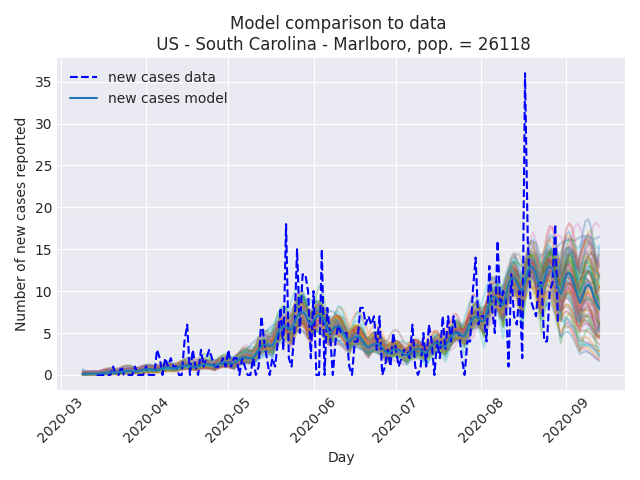 Model comparison to data
US - South Carolina - Marlboro, pop. = 26118
new cases data
new cases model
Number of new cases reported
35
30
25
20
15
10
5
0
2020-03
2020-04
2020-05
2020-06
2020-07
2020-08
2020-09
Day